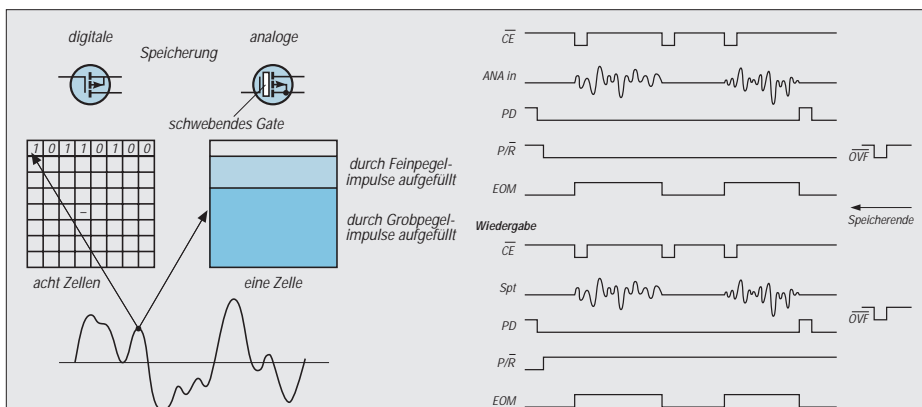 digitale
Speicherung
analoge
schwebendes Gate
1 0 1 1 0 1 0 0
–
acht Zellen
durch Feinpegel-
impulse aufgefüllt
durch Grobpegel-
impulse aufgefüllt
eine Zelle
CE
ANA in
PD
P/R
OVF
EOM
Speicherende
Wiedergabe
CE
Spt
PD
OVF
P/R
EOM